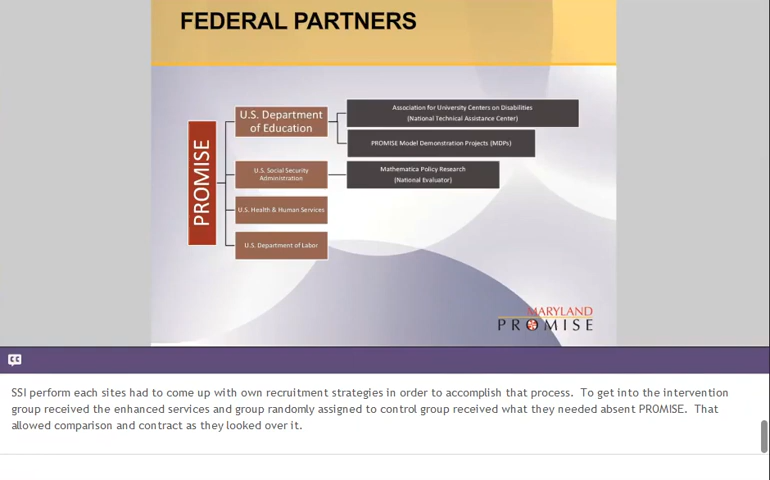 FEDERAL PARTNERS
PROMISE
U.S. Department
of Education
Association for University Centers on Disabilities
(National Technical Assistance Center)
PROMISE Model Demonstration Projects (MDPs)
U.S. Social Security
Administration
Mathematica Policy Research
(National Evaluator)
U.S. Health & Human Services
U.S. Department of Labor
MARYLAND
PROMISE
CC
SSI perform each sites had to come up with own recruitment strategies in order to accomplish that process.  To get into the intervention
group received the enhanced services and group randomly assigned to control group received what they needed absent PROMISE.  That
allowed comparison and contract as they looked over it.